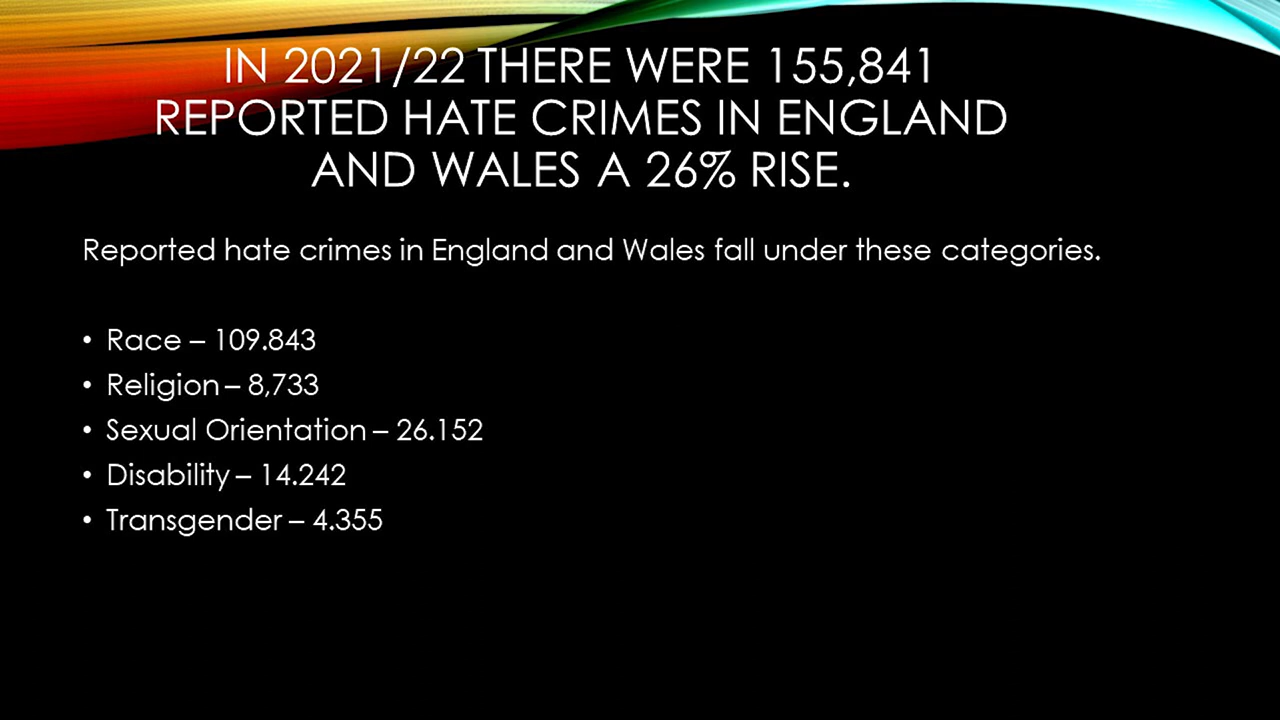 IN 2021/22 THERE WERE 155,841
REPORTED HATE CRIMES IN ENGLAND
AND WALES A 26% RISE.
Reported hate crimes in England and Wales fall under these categories.
• Race – 109.843
• Religion – 8,733
• Sexual Orientation – 26.152
• Disability – 14.242
• Transgender – 4.355